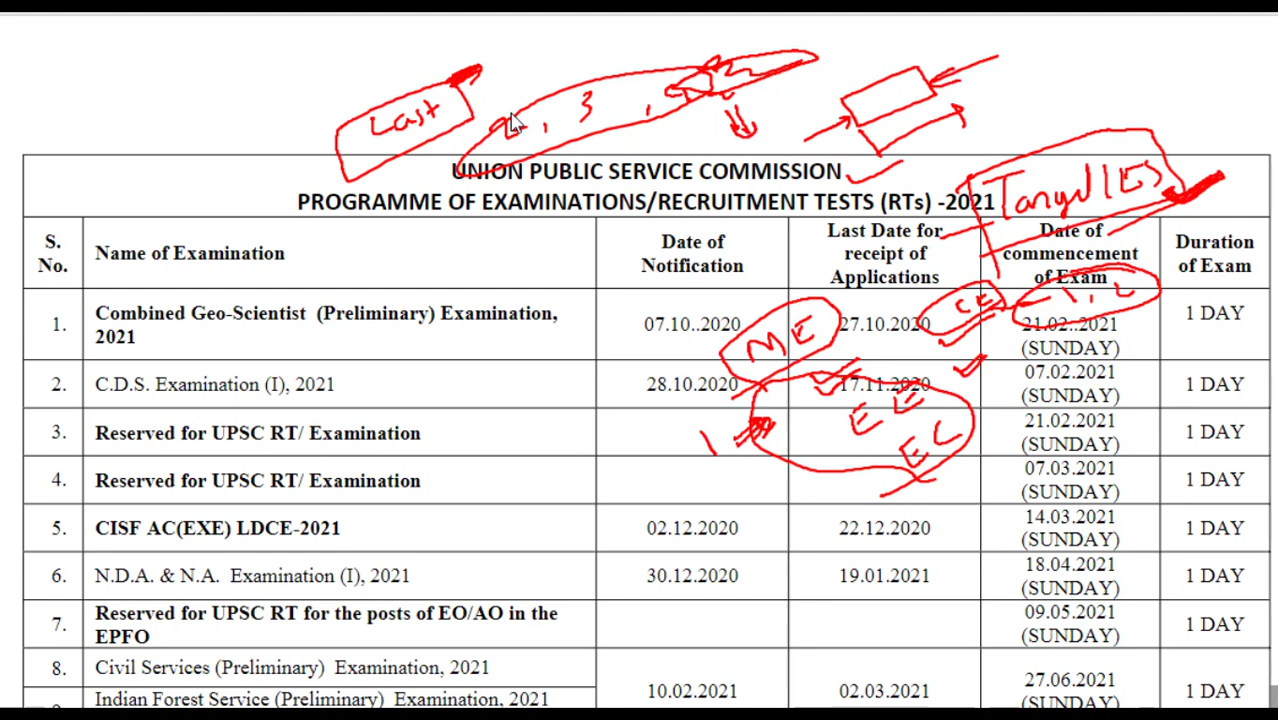 Last
2, 3,
UNION PUBLIC SERVICE COMMISSION
PROGRAMME OF EXAMINATIONS/RECRUITMENT TESTS (RTs) -2021
S. No. Name of Examination Date of Notification Last Date for receipt of Applications Date of commencement of Exam Duration of Exam
1. Combined Geo-Scientist (Preliminary) Examination, 2021 07.10..2020 27.10.2020 21.02..2021 (SUNDAY) 1 DAY
CE
ME
2. C.D.S. Examination (I), 2021 28.10.2020 17.11.2020 07.02.2021 (SUNDAY) 1 DAY
E E
E C
3. Reserved for UPSC RT/ Examination 21.02.2021 (SUNDAY) 1 DAY
4. Reserved for UPSC RT/ Examination 07.03.2021 (SUNDAY) 1 DAY
5. CISF AC(EXE) LDCE-2021 02.12.2020 22.12.2020 14.03.2021 (SUNDAY) 1 DAY
6. N.D.A. & N.A. Examination (I), 2021 30.12.2020 19.01.2021 18.04.2021 (SUNDAY) 1 DAY
7. Reserved for UPSC RT for the posts of EO/AO in the EPFO 09.05.2021 (SUNDAY) 1 DAY
8. Civil Services (Preliminary) Examination, 2021 10.02.2021 02.03.2021 27.06.2021 (SUNDAY) 1 DAY
Indian Forest Service (Preliminary) Examination, 2021